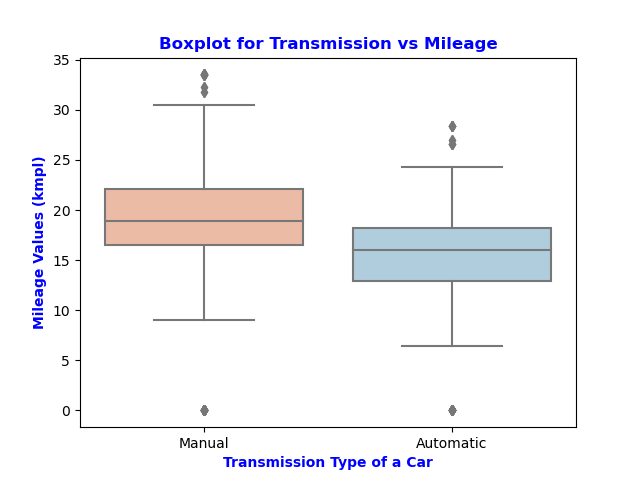 Boxplot for Transmission vs Mileage
35
30
25
20
15
10
5
0
Mileage Values (kmpl)
Manual
Automatic
Transmission Type of a Car